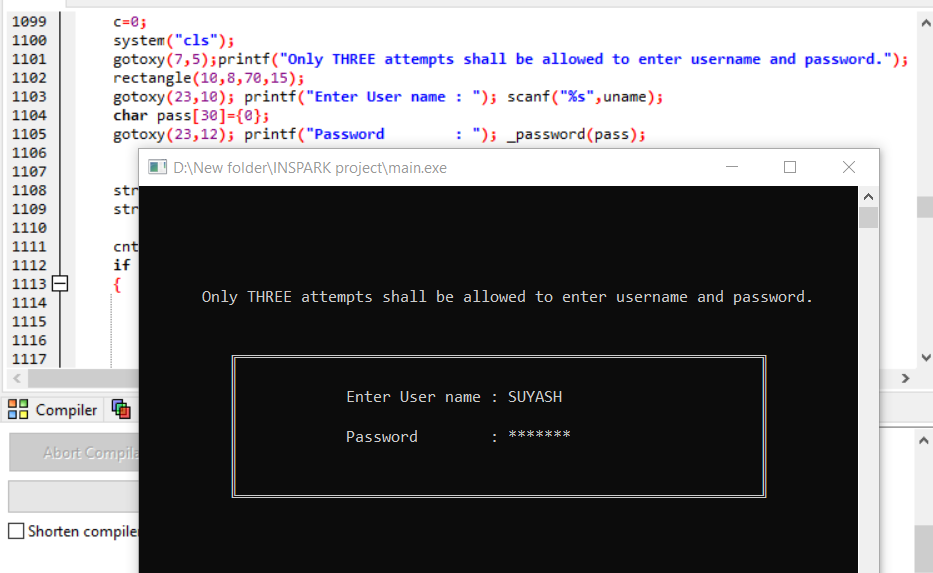 1099 c=0;
1100 system("cls");
1101 gotoxy(7,5);printf("Only THREE attempts shall be allowed to enter username and password.");
1102 rectangle(10,8,70,15);
1103 gotoxy(23,10); printf("Enter User name : "); scanf("%s",uname);
1104 char pass[30]={0};
1105 gotoxy(23,12); printf("Password        : "); _password(pass);
1106
1107
1108 str
1109 str
1110
1111 cnt
1112 if
1113 {
1114
1115
1116
1117
D:\New folder\INSPARK project\main.exe
Only THREE attempts shall be allowed to enter username and password.
Enter User name : SUYASH
Password        : *******
Compiler
Abort Compila
Shorten compiler